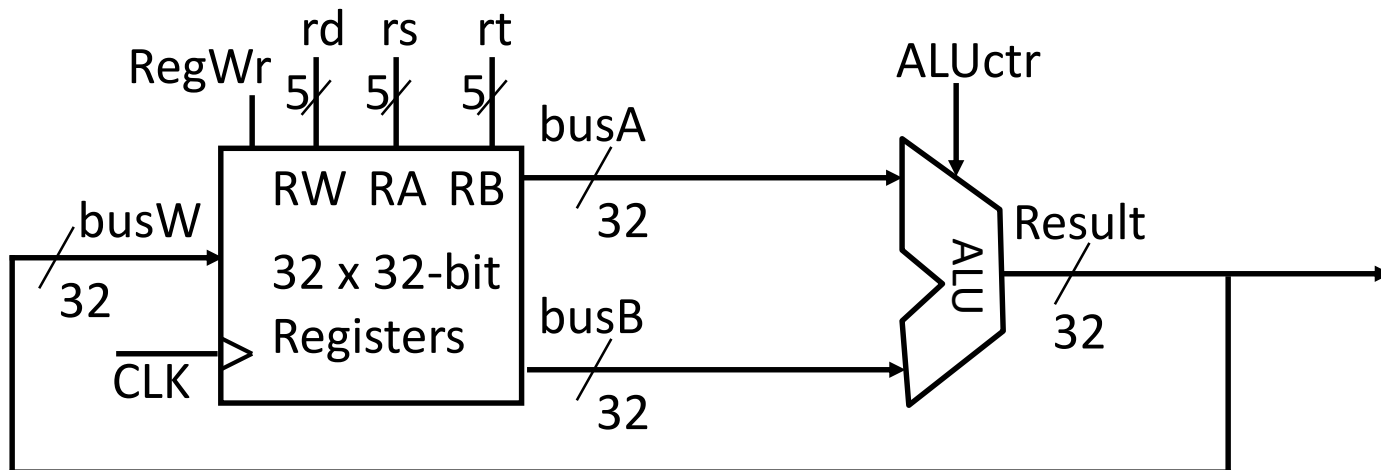 rd rs rt
RegWr
ALUctr
5 5 5
busA
RW RA RB
busW
32
Result
32 x 32-bit
ALU
32
busB
32
Registers
CLK
32